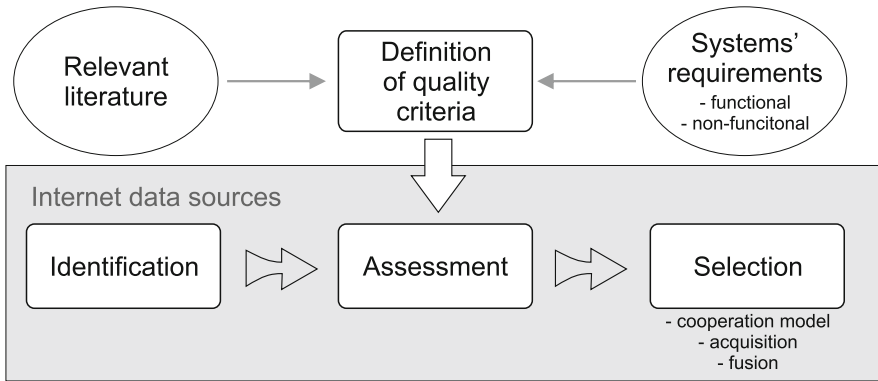 Relevant
literature
Definition
of quality
criteria
Systems'
requirements
- functional
- non-funcitonal
Internet data sources
Identification
Assessment
Selection
- cooperation model
- acquisition
- fusion